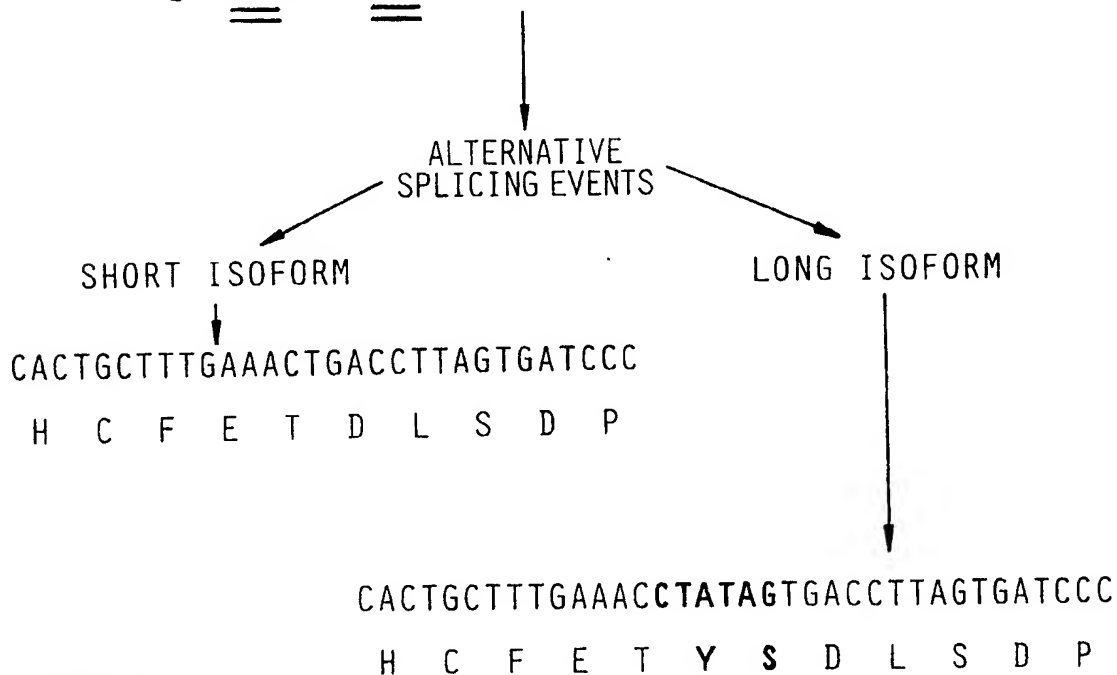 ALTERNATIVE
SPLICING EVENTS
SHORT ISOFORM
LONG ISOFORM
CACTGCTTTGAAACTGACCTTAGTGATCCC
H C F E T D L S D P
CACTGCTTTGAAACCTATAGTGACCTTAGTGATCCC
H C F E T Y S D L S D P